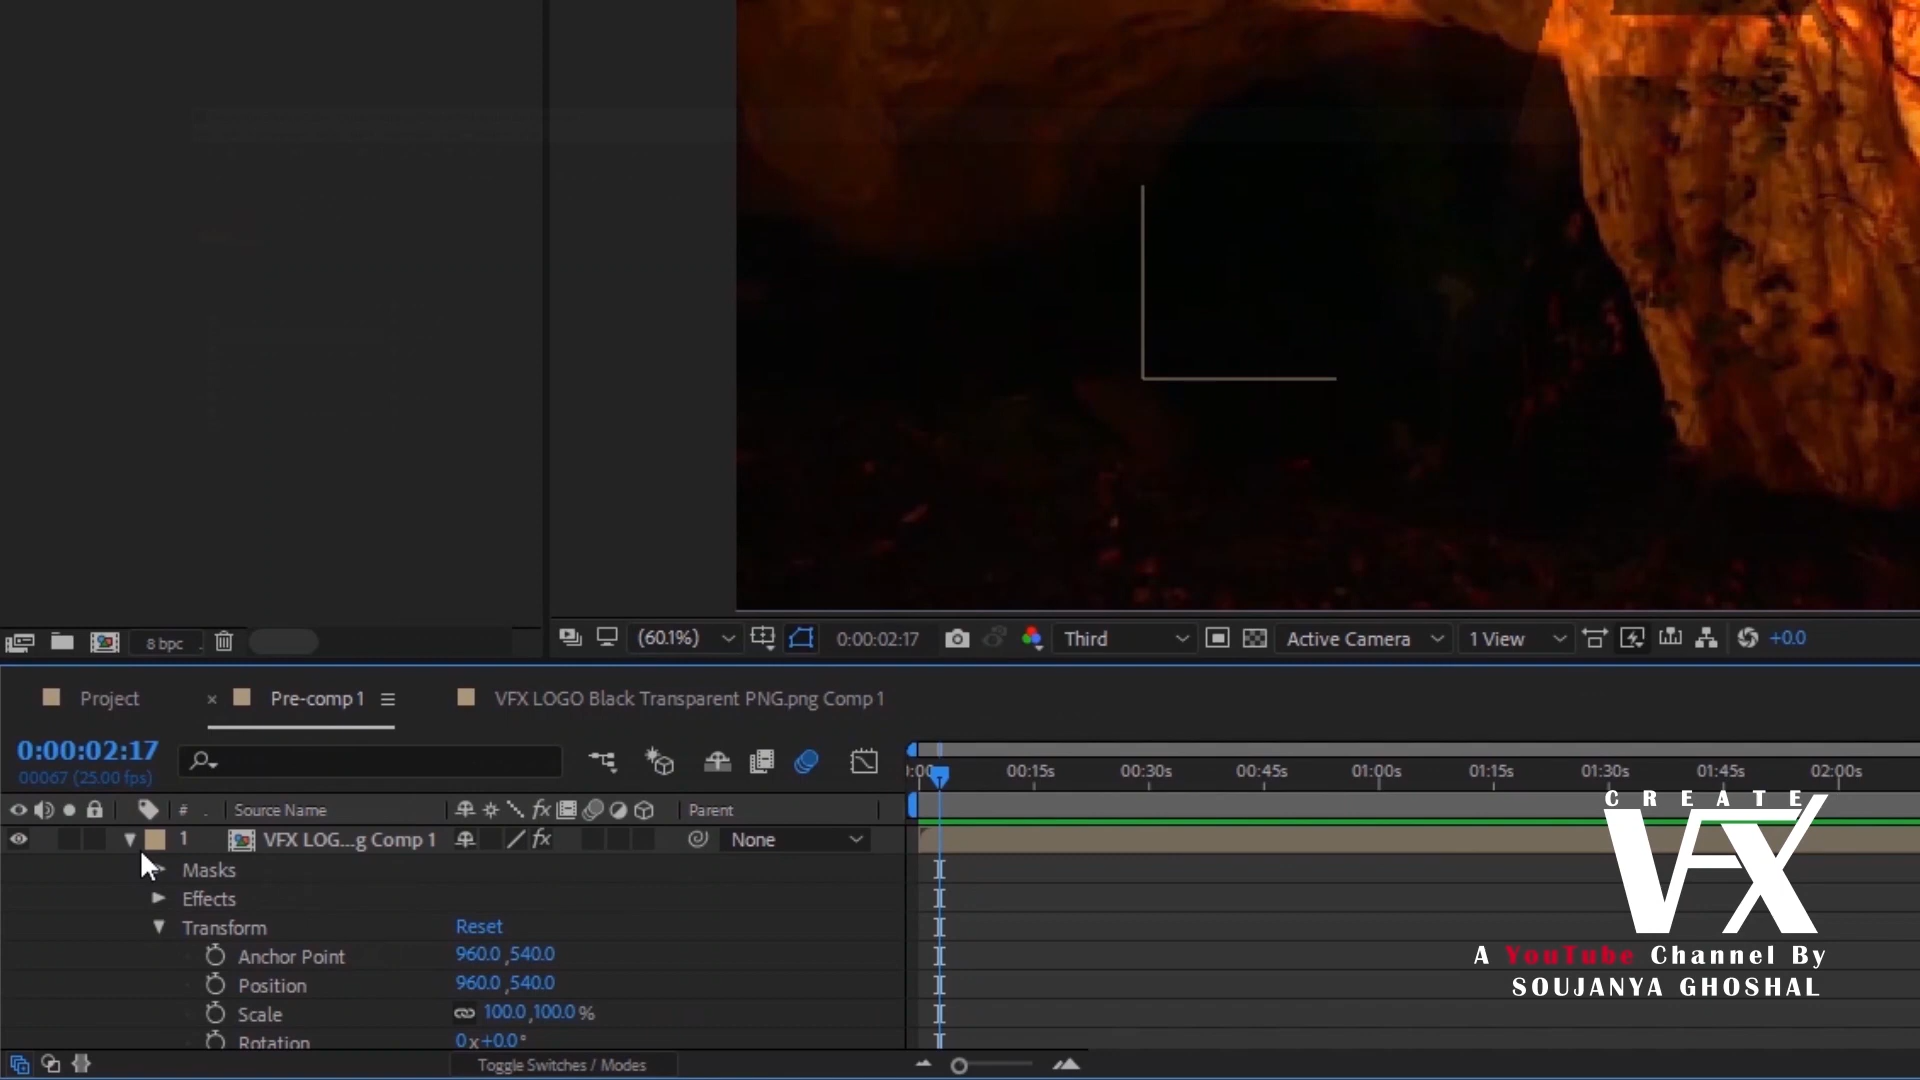 8 bpc
(60.1%)
0:00:02:17
Third
Active Camera
1 View
+0.0
Project
× Pre-comp 1
VFX LOGO Black Transparent PNG.png Comp 1
0:00:02:17
00067 (25.00 fps)
00:15s 00:30s 00:45s 01:00s 01:15s 01:30s 01:45s 02:00s
# Source Name fx Parent
1 VFX LOG...g Comp 1 fx None
Masks
Effects
Transform Reset
Anchor Point 960.0 ,540.0
Position 960.0 ,540.0
Scale 100.0 ,100.0 %
Rotation 0x+0.0°
Toggle Switches / Modes
CREATE
VFX
A YouTube Channel By
SOUJANYA GHOSHAL